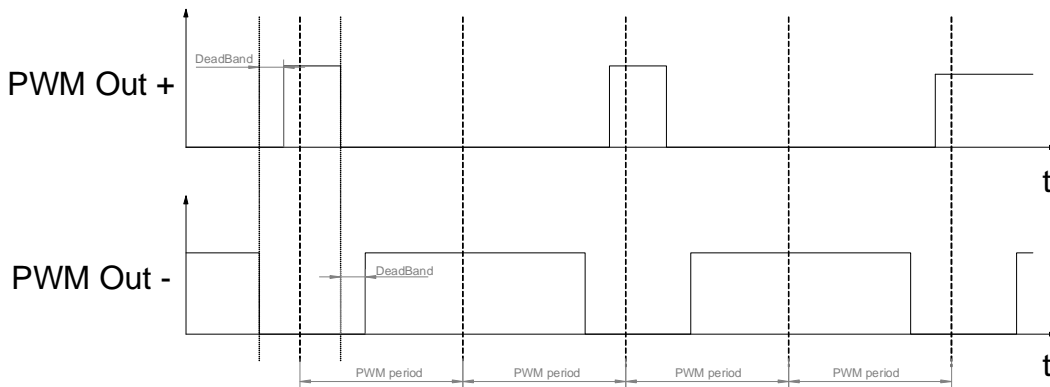 DeadBand
PWM Out +
t
PWM Out -
DeadBand
t
PWM period
PWM period
PWM period
PWM period